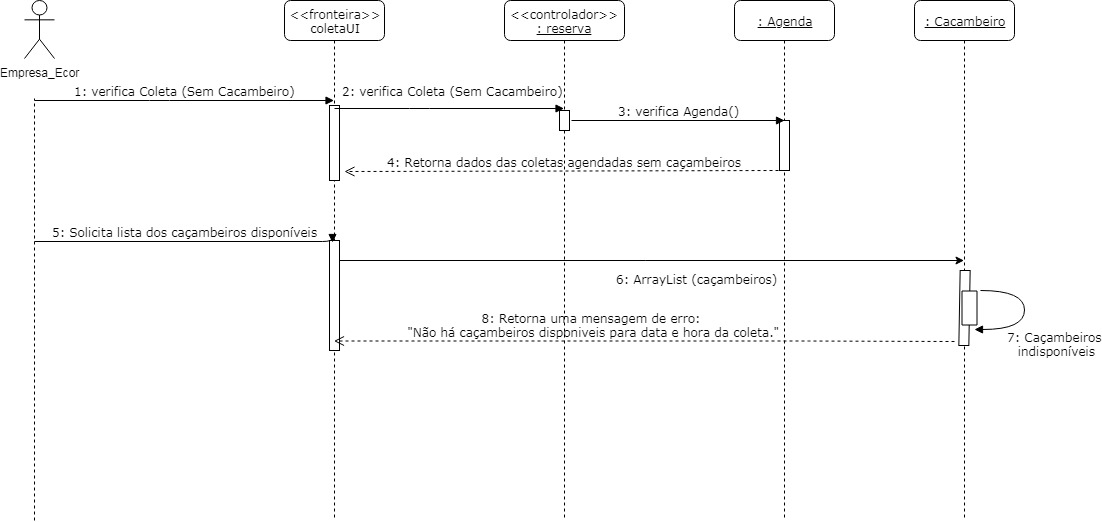 <<fronteira>>
coletaUI
<<controlador>>
: reserva
: Agenda
: Cacambeiro
Empresa_Ecor
1: verifica Coleta (Sem Cacambeiro)
2: verifica Coleta (Sem Cacambeiro)
3: verifica Agenda()
4: Retorna dados das coletas agendadas sem caçambeiros
5: Solicita lista dos caçambeiros disponíveis
6: ArrayList (caçambeiros)
8: Retorna uma mensagem de erro:
"Não há caçambeiros disponiveis para data e hora da coleta."
7: Caçambeiros
indisponíveis